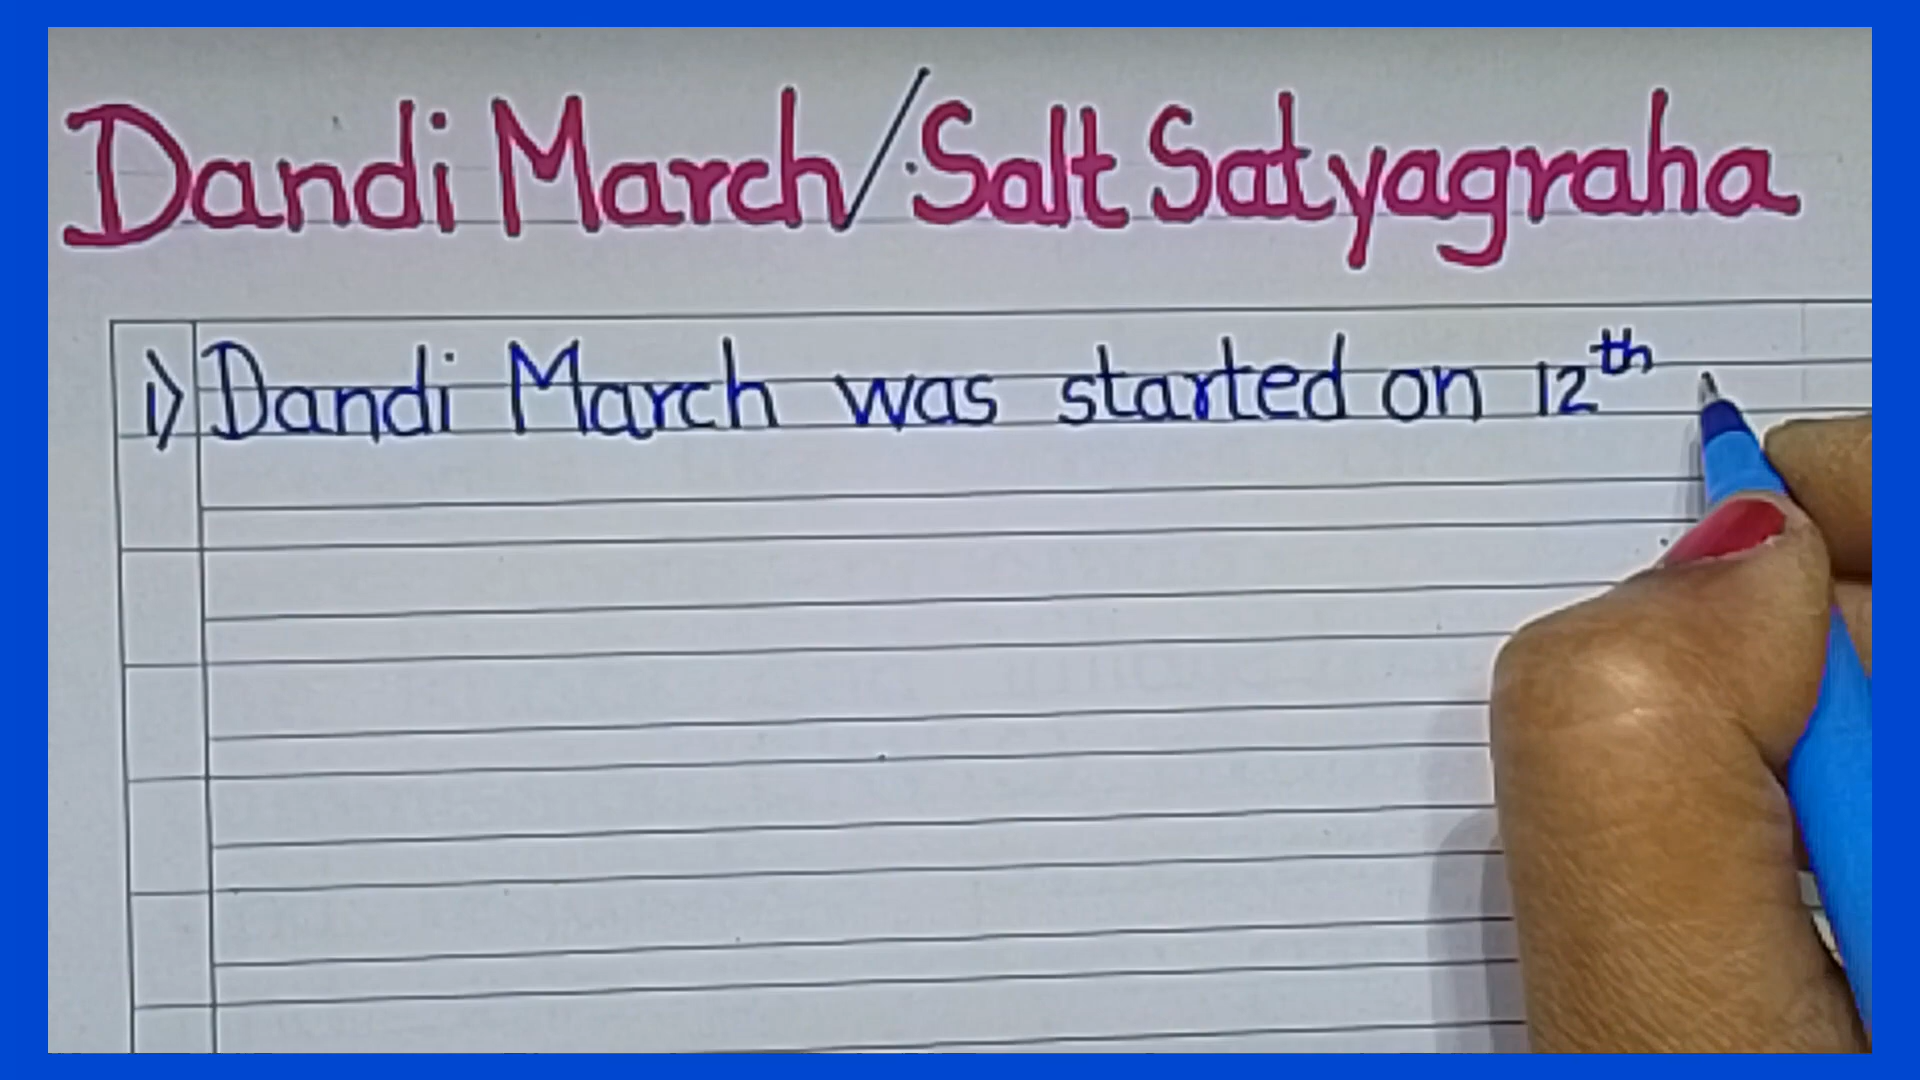 Dandi March/Salt Satyagraha
1) Dandi March was started on 12th